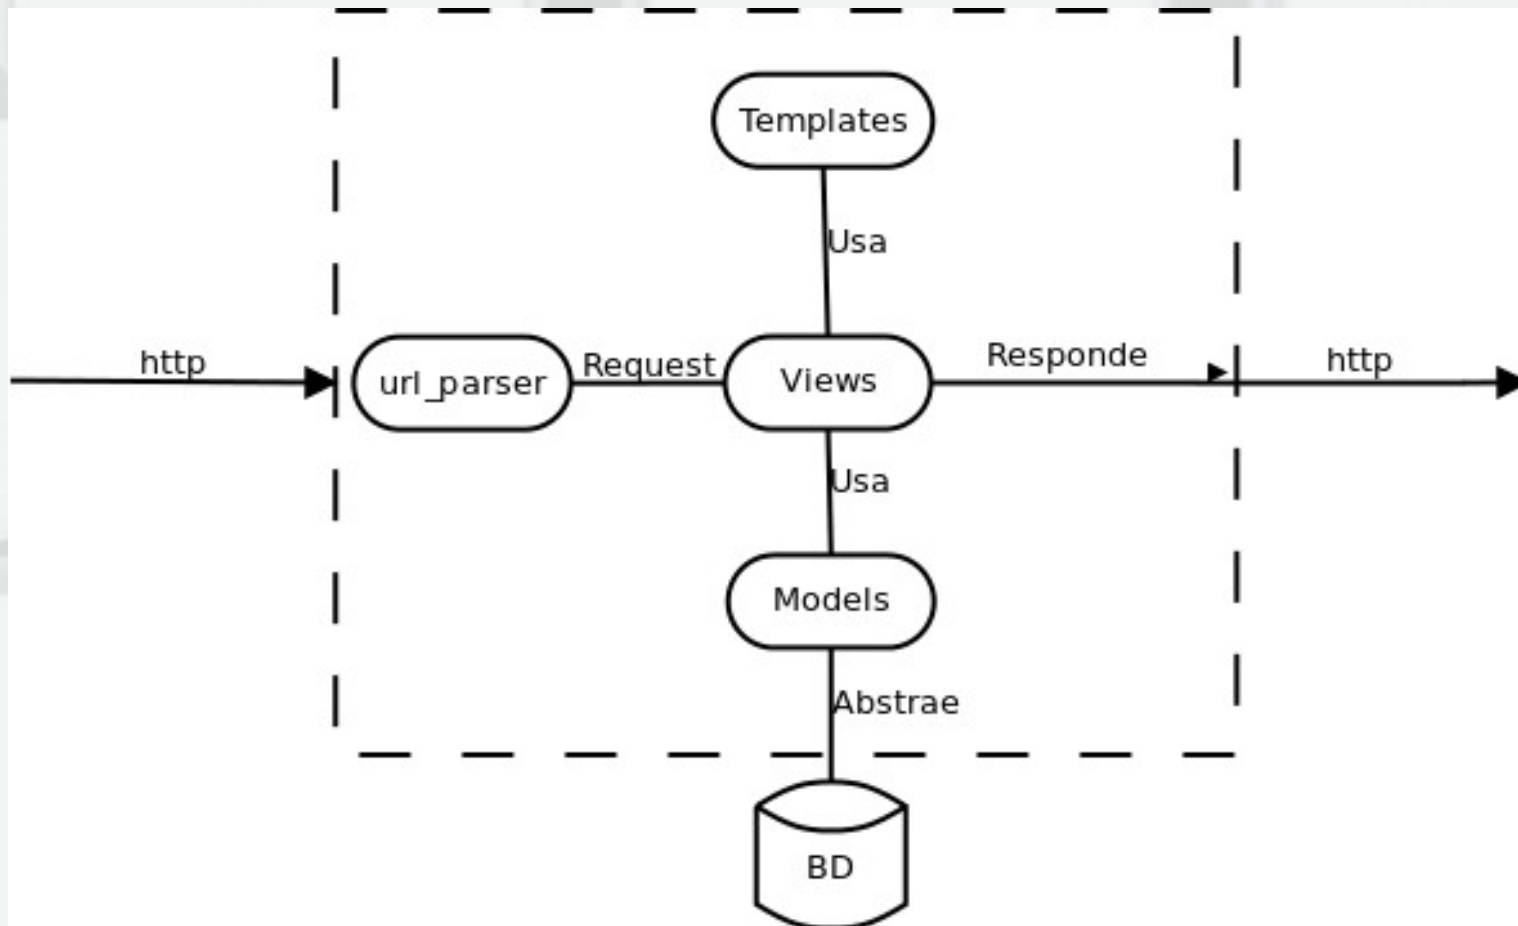 Templates
Usa
http
url_parser
Request
Views
Responde
http
Usa
Models
Abstrae
BD